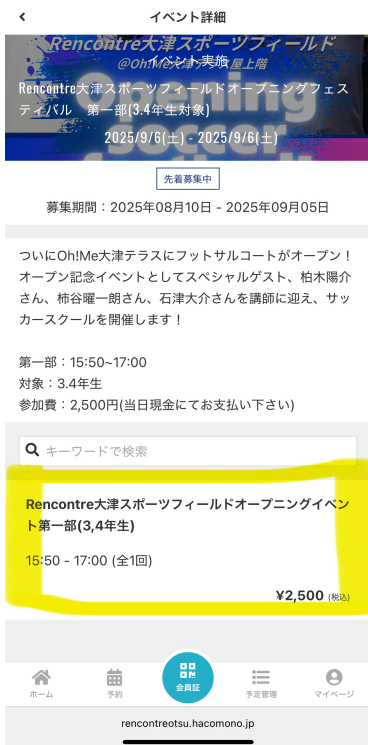 イベント詳細
Rencontre大津スポーツフィールド
イベント実施
@Oh!Me大津テラス屋上階
Opening
Rencontre大津スポーツフィールドオープニングフェス
ティバル　第一部(3.4年生対象)
soccer
2025/9/6(土) - 2025/9/6(土)
先着募集中
募集期間：2025年08月10日 - 2025年09月05日
ついにOh!Me大津テラスにフットサルコートがオープン！
オープン記念イベントとしてスペシャルゲスト、柏木陽介
さん、柿谷曜一朗さん、石津大介さんを講師に迎え、サッ
カースクールを開催します！
第一部：15:50~17:00
対象：3.4年生
参加費：2,500円(当日現金にてお支払い下さい)
キーワードで検索
Rencontre大津スポーツフィールドオープニングイベン
ト第一部(3,4年生)
15:50 - 17:00 (全1回)
¥2,500 (税込)
ホーム
予約
会員証
予定管理
マイページ
rencontreotsu.hacomono.jp